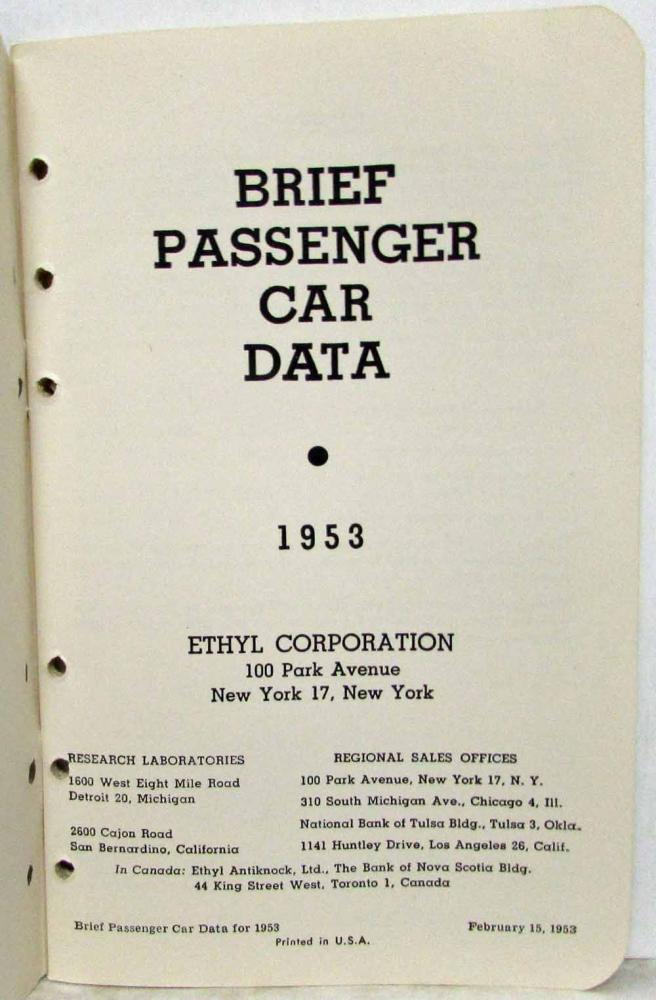 BRIEF
PASSENGER
CAR
DATA
●
1953
ETHYL CORPORATION
100 Park Avenue
New York 17, New York
RESEARCH LABORATORIES
1600 West Eight Mile Road
Detroit 20, Michigan
2600 Cajon Road
San Bernardino, California
REGIONAL SALES OFFICES
100 Park Avenue, New York 17, N. Y.
310 South Michigan Ave., Chicago 4, Ill.
National Bank of Tulsa Bldg., Tulsa 3, Okla.
1141 Huntley Drive, Los Angeles 26, Calif.
In Canada: Ethyl Antiknock, Ltd., The Bank of Nova Scotia Bldg.
44 King Street West, Toronto 1, Canada
Brief Passenger Car Data for 1953
February 15, 1953
Printed in U.S.A.